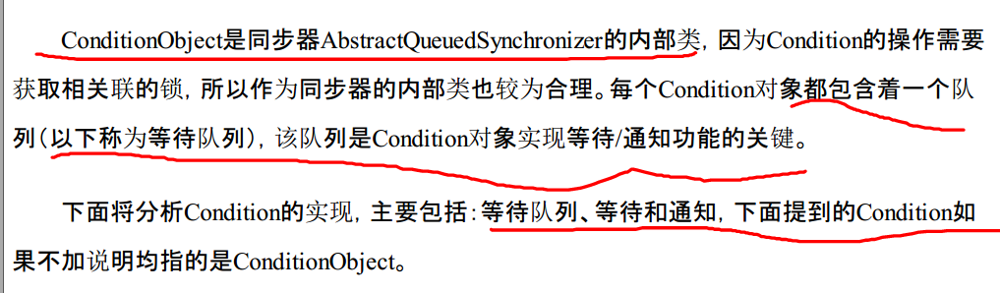 ConditionObject是同步器AbstractQueuedSynchronizer的内部类，因为Condition的操作需要
获取相关联的锁，所以作为同步器的内部类也较为合理。每个Condition对象都包含着一个队
列（以下称为等待队列），该队列是Condition对象实现等待/通知功能的关键。
下面将分析Condition的实现，主要包括：等待队列、等待和通知，下面提到的Condition如
果不加说明均指的是ConditionObject。